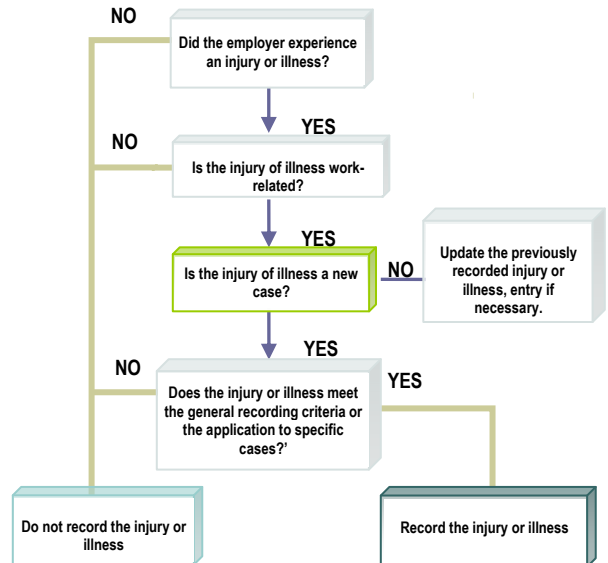 NO
Did the employer experience
an injury or illness?
YES
NO
Is the injury of illness work-
related?
YES
Is the injury of illness a new
case?
NO
Update the previously
recorded injury or
illness, entry if
necessary.
YES
NO
Does the injury or illness meet
the general recording criteria or
the application to specific
cases?’
YES
Do not record the injury or
illness
Record the injury or illness